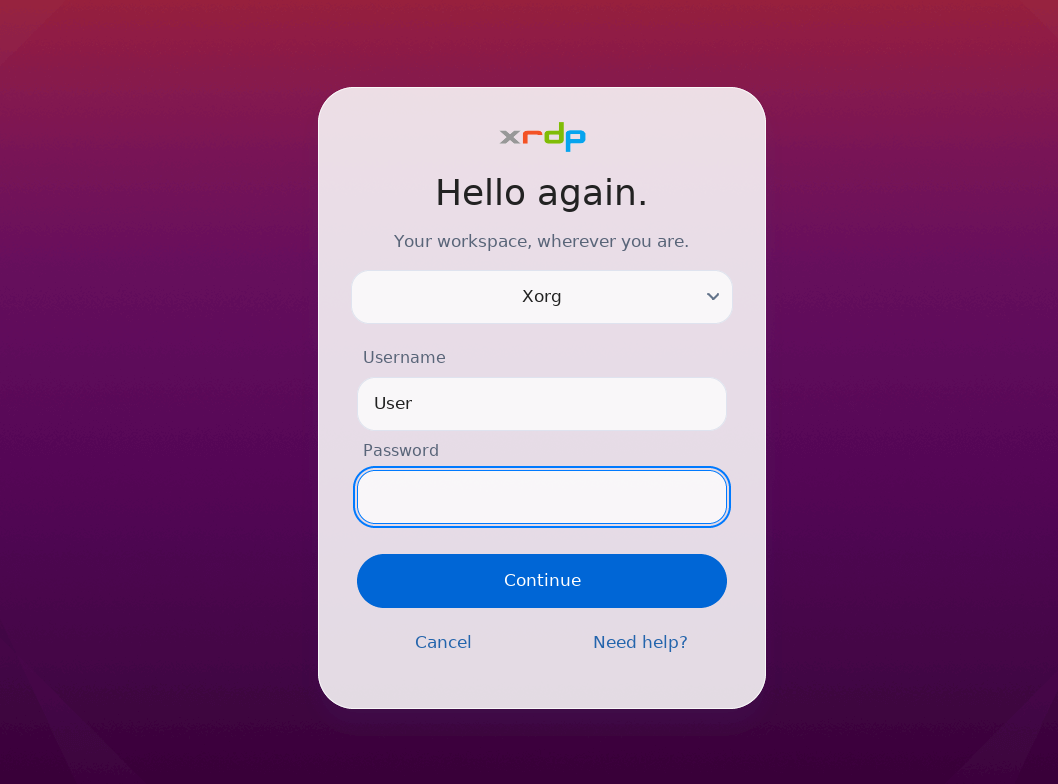 xrdp
Hello again.
Your workspace, wherever you are.
Xorg
Username
User
Password
Continue
Cancel
Need help?